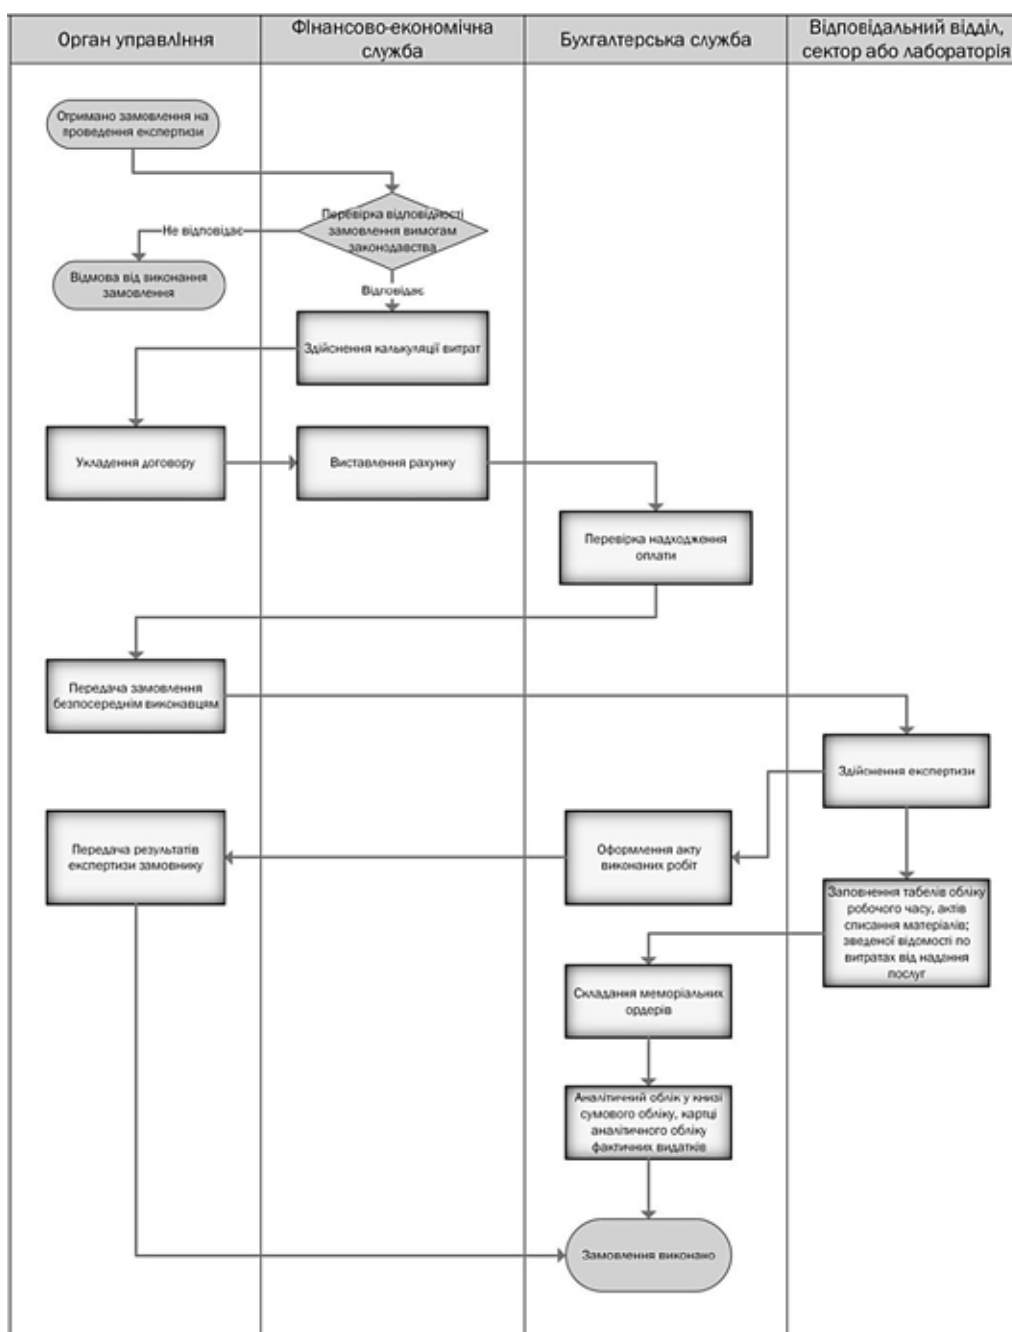 Орган управління
Фінансово-економічна
служба
Бухгалтерська служба
Відповідальний відділ,
сектор або лабораторія
Отримано замовлення на
проведення експертизи
Перевірка відповідності
замовлення вимогам
законодавства
Не відповідає
Відмова від виконання
замовлення
Відповідає
Здійснення калькуляції витрат
Укладення договору
Виставлення рахунку
Перевірка надходження
оплати
Передача замовлення
безпосереднім виконавцям
Здійснення експертизи
Передача результатів
експертизи замовнику
Оформлення акту
виконаних робіт
Заповнення табелів обліку
робочого часу, актів
списання матеріалів;
зведеної відомості по
витратах від надання
послуг
Складання меморіальних
ордерів
Аналітичний облік у книзі
сумового обліку, картці
аналітичного обліку
фактичних видатків
Замовлення виконано